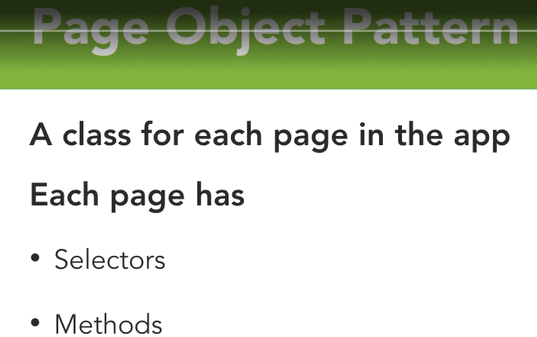 Page Object Pattern
A class for each page in the app
Each page has
• Selectors
• Methods